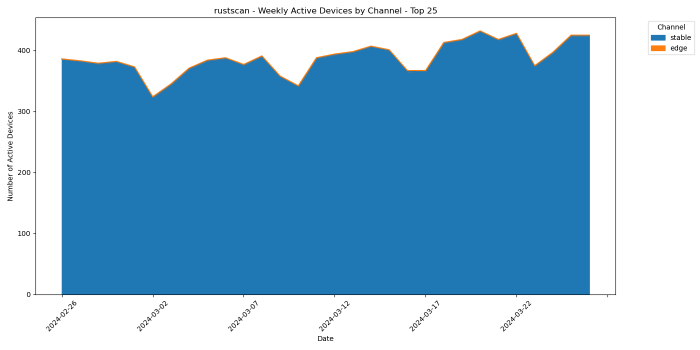 rustscan - Weekly Active Devices by Channel - Top 25
Channel
stable
edge
Number of Active Devices
400
300
200
100
0
2024-02-26
2024-03-02
2024-03-07
2024-03-12
2024-03-17
2024-03-22
Date